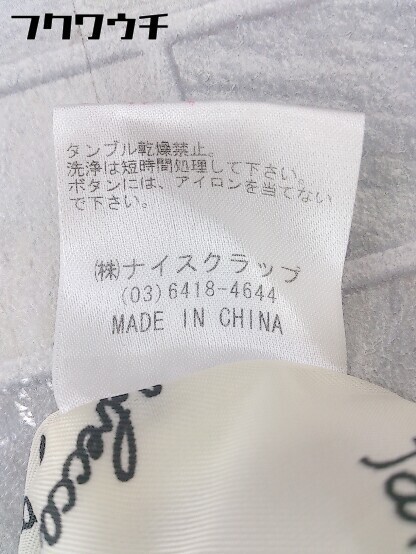 フクワウチ
タンブル乾燥禁止。
洗浄は短時間処理して下さい。
ボタンには、アイロンを当てない
で下さい。
㈱ナイスクラップ
(03)6418-4644
MADE IN CHINA